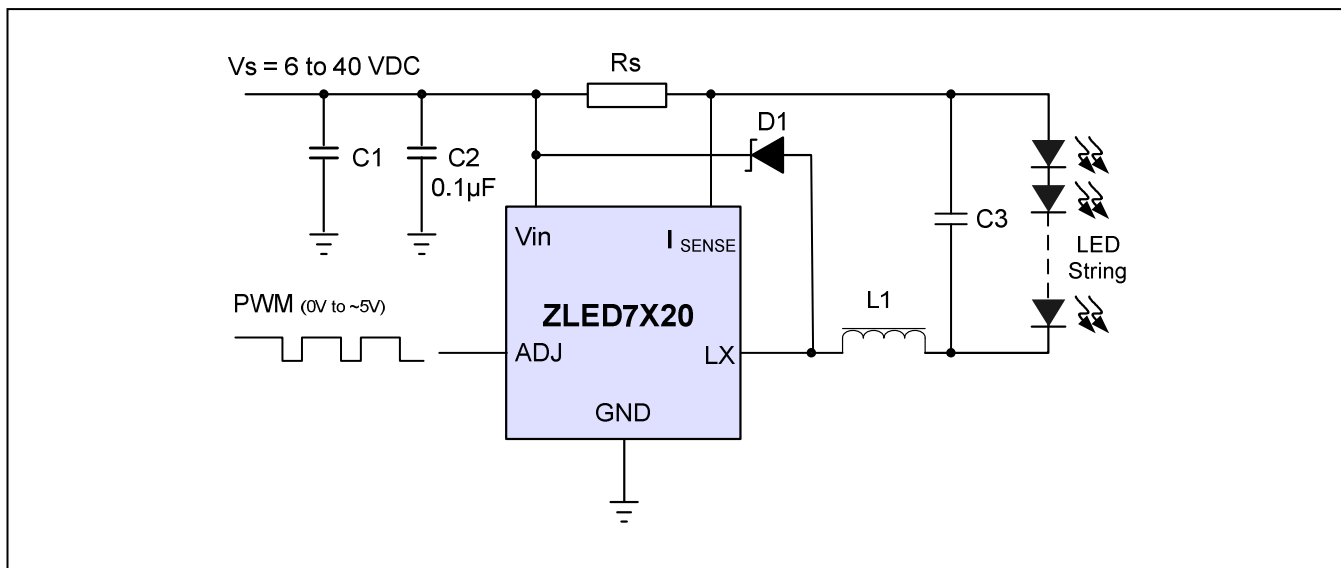 Vs = 6 to 40 VDC
Rs
D1
C1
C2
0.1µF
C3
LED
String
Vin
I SENSE
ZLED7X20
L1
PWM (0V to ~5V)
ADJ
LX
GND